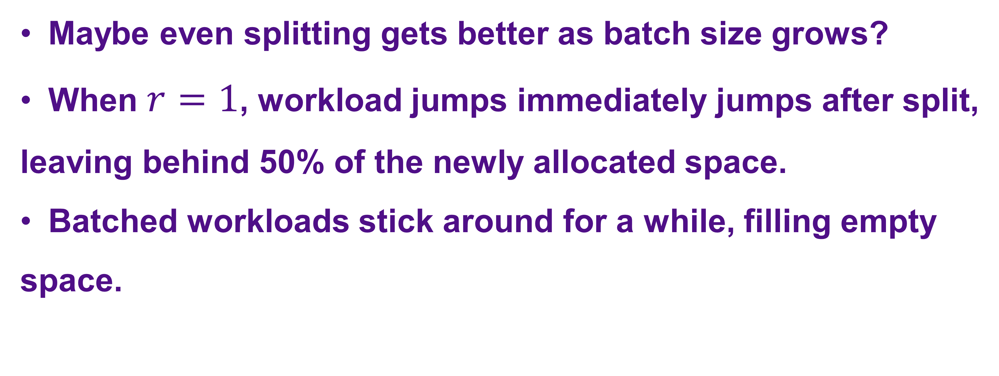 • Maybe even splitting gets better as batch size grows?
• When r = 1, workload jumps immediately jumps after split,
leaving behind 50% of the newly allocated space.
• Batched workloads stick around for a while, filling empty
space.